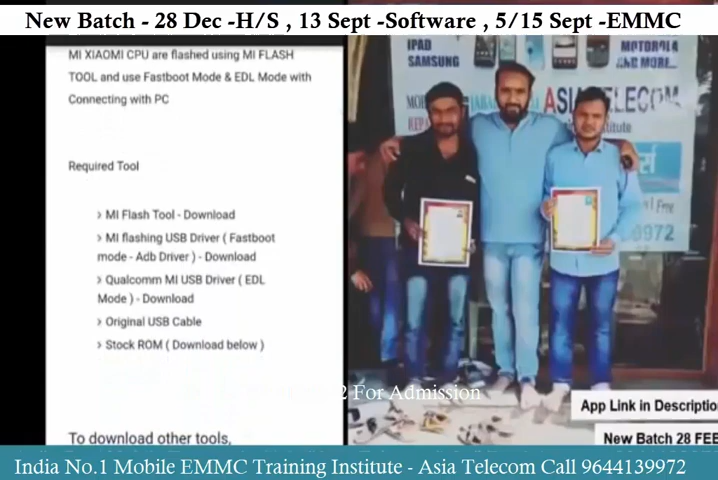 New Batch - 28 Dec -H/S , 13 Sept -Software , 5/15 Sept -EMMC
MI XIAOMI CPU are flashed using MI FLASH
TOOL and use Fastboot Mode & EDL Mode with
Connecting with PC
Required Tool
> MI Flash Tool - Download
> MI flashing USB Driver ( Fastboot
mode - Adb Driver ) - Download
> Qualcomm MI USB Driver ( EDL
Mode ) - Download
> Original USB Cable
> Stock ROM ( Download below )
To download other tools,
IPAD
SAMSUNG
MOTOROLA
AND MORE...
ASIA TELECOM
Institute
Free
9972
2 For Admission
App Link in Descriptio
New Batch 28 FEB
India No.1 Mobile EMMC Training Institute - Asia Telecom Call 9644139972